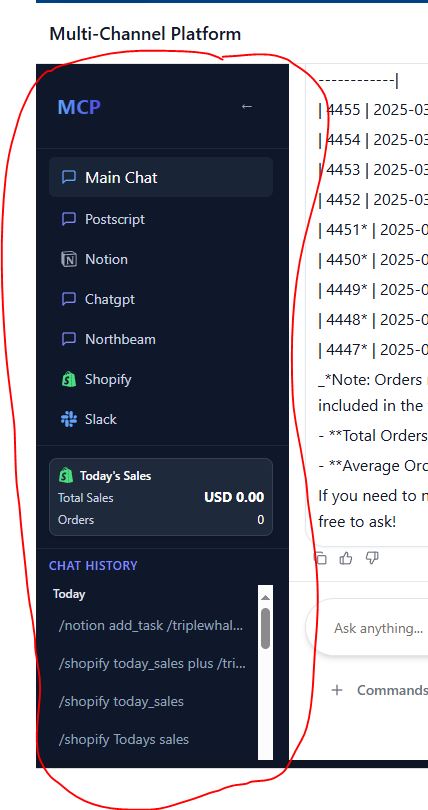 Multi-Channel Platform
MCP
←
Main Chat
Postscript
Notion
Chatgpt
Northbeam
Shopify
Slack
Today's Sales
Total Sales USD 0.00
Orders 0
CHAT HISTORY
Today
/notion add_task /triplewhal...
/shopify today_sales plus /tri...
/shopify today_sales
/shopify Todays sales
------------|
| 4455 | 2025-03
| 4454 | 2025-03
| 4453 | 2025-03
| 4452 | 2025-03
| 4451* | 2025-0
| 4450* | 2025-0
| 4449* | 2025-0
| 4448* | 2025-0
| 4447* | 2025-0
_*Note: Orders
included in the
- **Total Orders
- **Average Ord
If you need to
free to ask!
Ask anything...
+ Commands